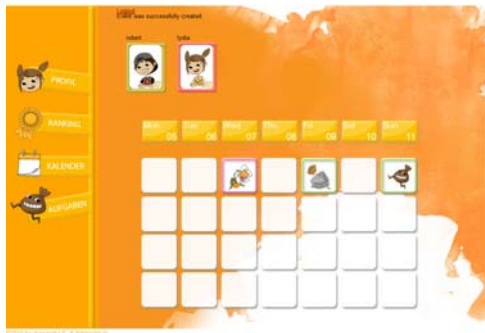 Logout
Event was successfully created.
robert lydia
PROFIL
RANKING
KALENDER
AUFGABEN
Mon 05 Tue 06 Wed 07 Thu 08 Fri 09 Sat 10 Sun 11